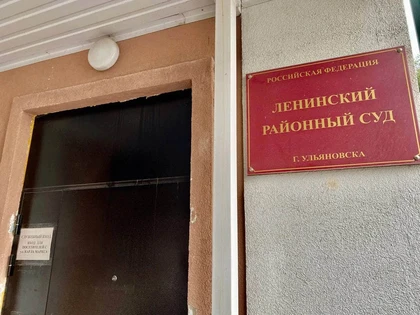 РОССИЙСКАЯ ФЕДЕРАЦИЯ
ЛЕНИНСКИЙ
РАЙОННЫЙ СУД
Г. УЛЬЯНОВСКА